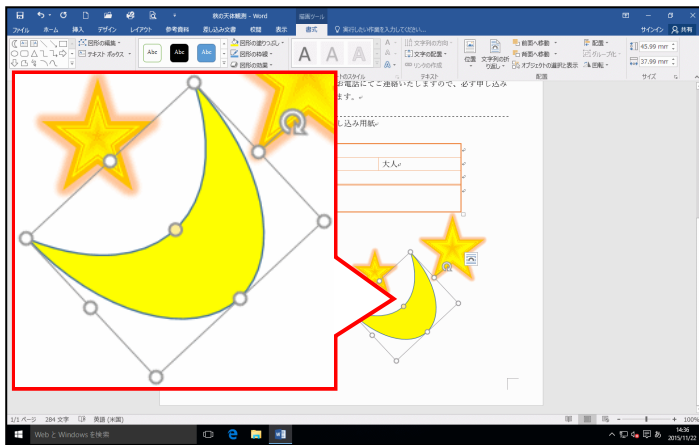 秋の天体観測 - Word
描画ツール
ファイル ホーム 挿入 デザイン レイアウト 参考資料 差し込み文書 校閲 表示 書式 実行したい作業を入力してください... サインイン 共有
図形の編集 図形の塗りつぶし 文字列の方向 前面へ移動 配置 45.99 mm
テキスト ボックス Abc Abc Abc 図形の枠線 A A A 文字の配置 位置 文字列の折り返し 背面へ移動 グループ化 37.99 mm
図形の効果 リンクの作成 オブジェクトの選択と表示 回転
トのスタイル テキスト 配置 サイズ
お電話にてご連絡いたしますので、必ず申し込み
ます。
し込み用紙
大人
1/1 ページ 284 文字 英語 (米国) 100%
Web と Windows を検索
あ 14:36
2015/11/22